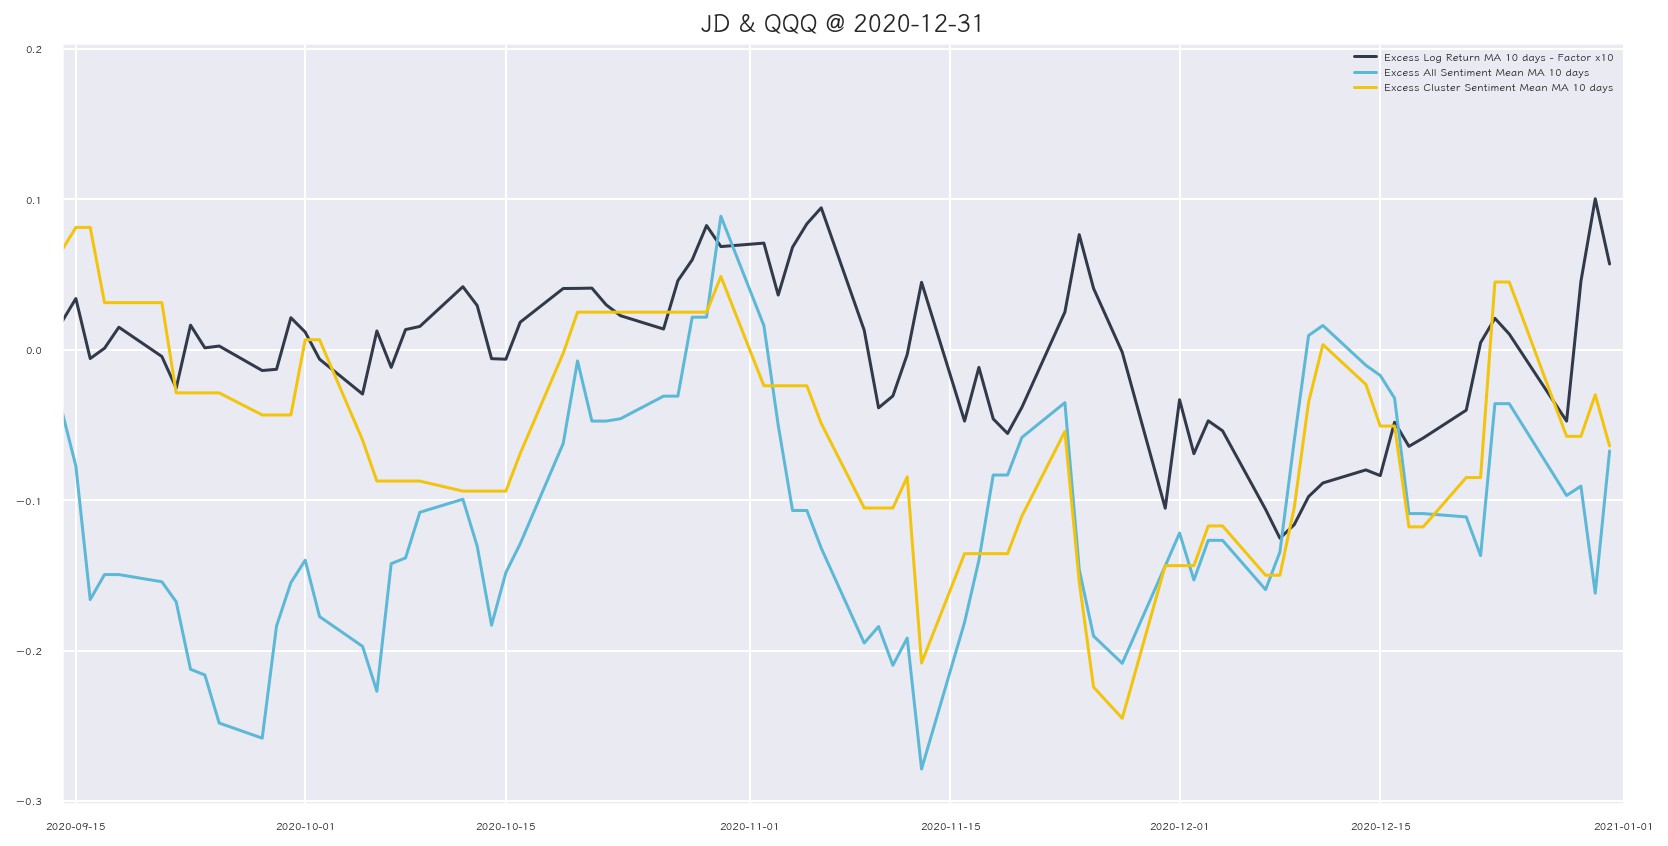 JD & QQQ @ 2020-12-31
Excess Log Return MA 10 days - Factor x10
Excess All Sentiment Mean MA 10 days
Excess Cluster Sentiment Mean MA 10 days
0.2
0.1
0.0
−0.1
−0.2
−0.3
2020-09-15 2020-10-01 2020-10-15 2020-11-01 2020-11-15 2020-12-01 2020-12-15 2021-01-01